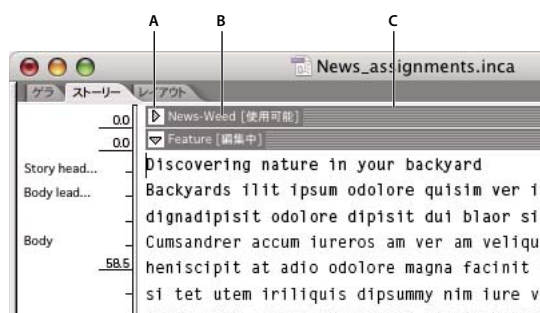 A B C
News_assignments.inca
ゲラ ストーリー レイアウト
0.0 News-Weed [使用可能]
0.0 Feature [編集中]
Story head... Discovering nature in your backyard
Body lead... Backyards ilit ipsum odolore quisim ver i
dignadipisit odolore dipisit dui blaor si
Body Cumsandrer accum iureros am ver am veliqu
58.5 heniscipit at adio odolore magna facinit
si tet utem iriliquis dipsummy nim iure v